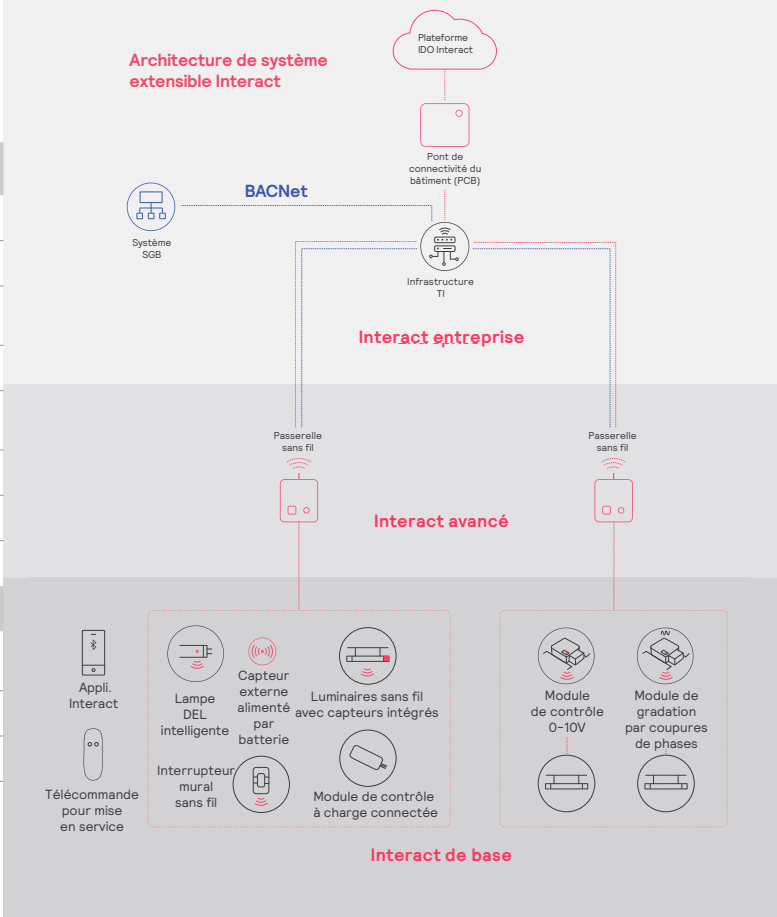 Architecture de système
extensible Interact
Plateforme
IDO Interact
Pont de
connectivité du
bâtiment (PCB)
BACNet
Système
SGB
Infrastructure
TI
Interact entreprise
Passerelle
sans fil
Passerelle
sans fil
Interact avancé
Appli.
Interact
Télécommande
pour mise
en service
Lampe
DEL
intelligente
Capteur
externe
alimenté
par
batterie
Luminaires sans fil
avec capteurs intégrés
Interrupteur
mural
sans fil
Module de contrôle
à charge connectée
Module
de contrôle
0-10V
Module de
gradation
par coupures
de phases
Interact de base